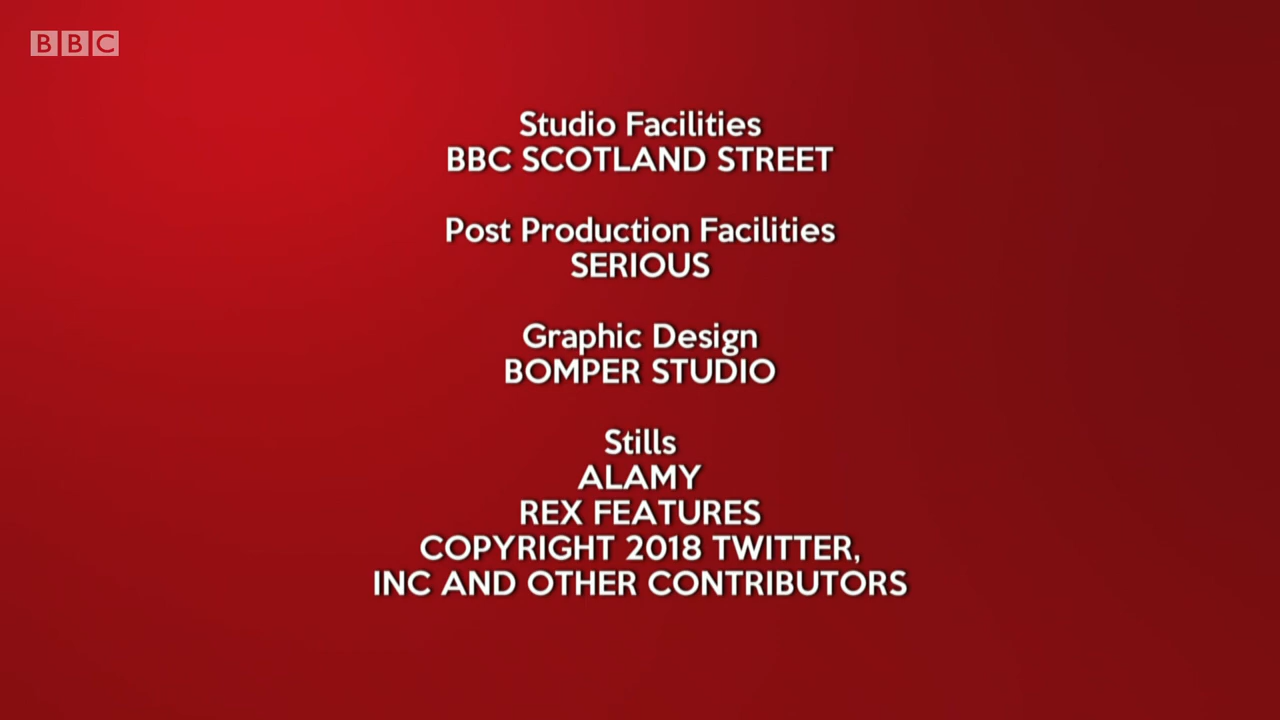 BBC
Studio Facilities
BBC SCOTLAND STREET
Post Production Facilities
SERIOUS
Graphic Design
BOMPER STUDIO
Stills
ALAMY
REX FEATURES
COPYRIGHT 2018 TWITTER,
INC AND OTHER CONTRIBUTORS